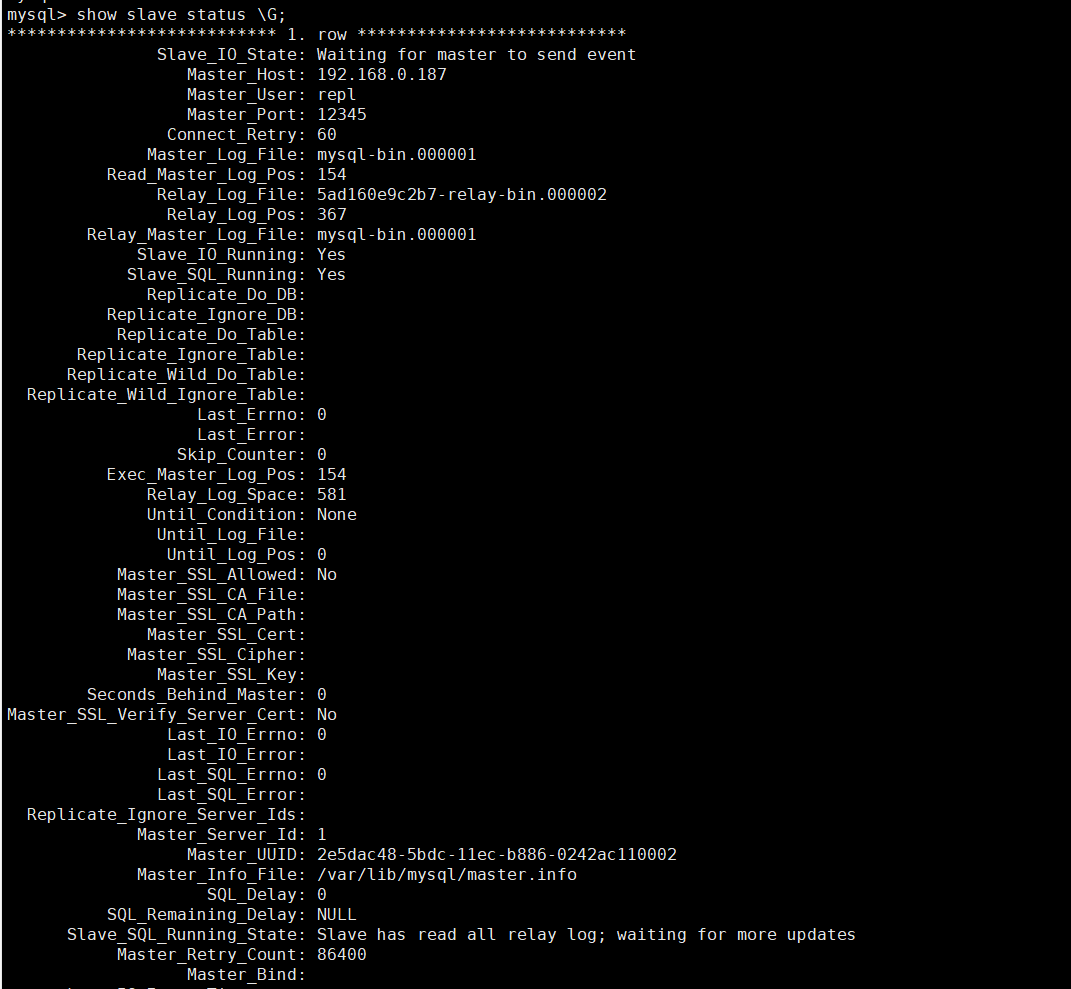 mysql> show slave status \G;
*************************** 1. row ***************************
Slave_IO_State: Waiting for master to send event
Master_Host: 192.168.0.187
Master_User: repl
Master_Port: 12345
Connect_Retry: 60
Master_Log_File: mysql-bin.000001
Read_Master_Log_Pos: 154
Relay_Log_File: 5ad160e9c2b7-relay-bin.000002
Relay_Log_Pos: 367
Relay_Master_Log_File: mysql-bin.000001
Slave_IO_Running: Yes
Slave_SQL_Running: Yes
Replicate_Do_DB:
Replicate_Ignore_DB:
Replicate_Do_Table:
Replicate_Ignore_Table:
Replicate_Wild_Do_Table:
Replicate_Wild_Ignore_Table:
Last_Errno: 0
Last_Error:
Skip_Counter: 0
Exec_Master_Log_Pos: 154
Relay_Log_Space: 581
Until_Condition: None
Until_Log_File:
Until_Log_Pos: 0
Master_SSL_Allowed: No
Master_SSL_CA_File:
Master_SSL_CA_Path:
Master_SSL_Cert:
Master_SSL_Cipher:
Master_SSL_Key:
Seconds_Behind_Master: 0
Master_SSL_Verify_Server_Cert: No
Last_IO_Errno: 0
Last_IO_Error:
Last_SQL_Errno: 0
Last_SQL_Error:
Replicate_Ignore_Server_Ids:
Master_Server_Id: 1
Master_UUID: 2e5dac48-5bdc-11ec-b886-0242ac110002
Master_Info_File: /var/lib/mysql/master.info
SQL_Delay: 0
SQL_Remaining_Delay: NULL
Slave_SQL_Running_State: Slave has read all relay log; waiting for more updates
Master_Retry_Count: 86400
Master_Bind: